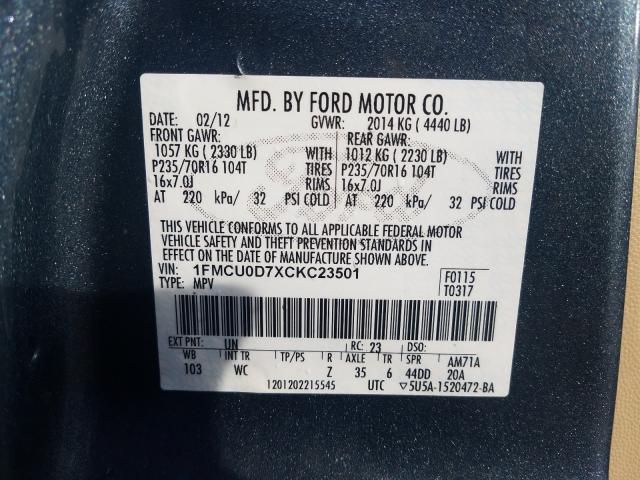 MFD. BY FORD MOTOR CO.
DATE: 02/12 GVWR: 2014 KG (4440 LB)
FRONT GAWR: REAR GAWR:
1057 KG (2330 LB) WITH 1012 KG (2230 LB) WITH
P235/70R16 104T TIRES P235/70R16 104T TIRES
16x7.0J RIMS 16x7.0J RIMS
AT 220 kPa/ 32 PSI COLD AT 220 kPa/ 32 PSI COLD
THIS VEHICLE CONFORMS TO ALL APPLICABLE FEDERAL MOTOR
VEHICLE SAFETY AND THEFT PREVENTION STANDARDS IN
EFFECT ON THE DATE OF MANUFACTURE SHOWN ABOVE.
VIN: 1FMCU0D7XCKC23501 F0115
TYPE: MPV T0317
EXT PNT: UN RC: 23 DSO:
WB INT TR TP/PS R AXLE TR SPR AM71A
103 WC Z 35 6 44DD 20A
1201202215545 UTC ▽5U5A-1520472-BA